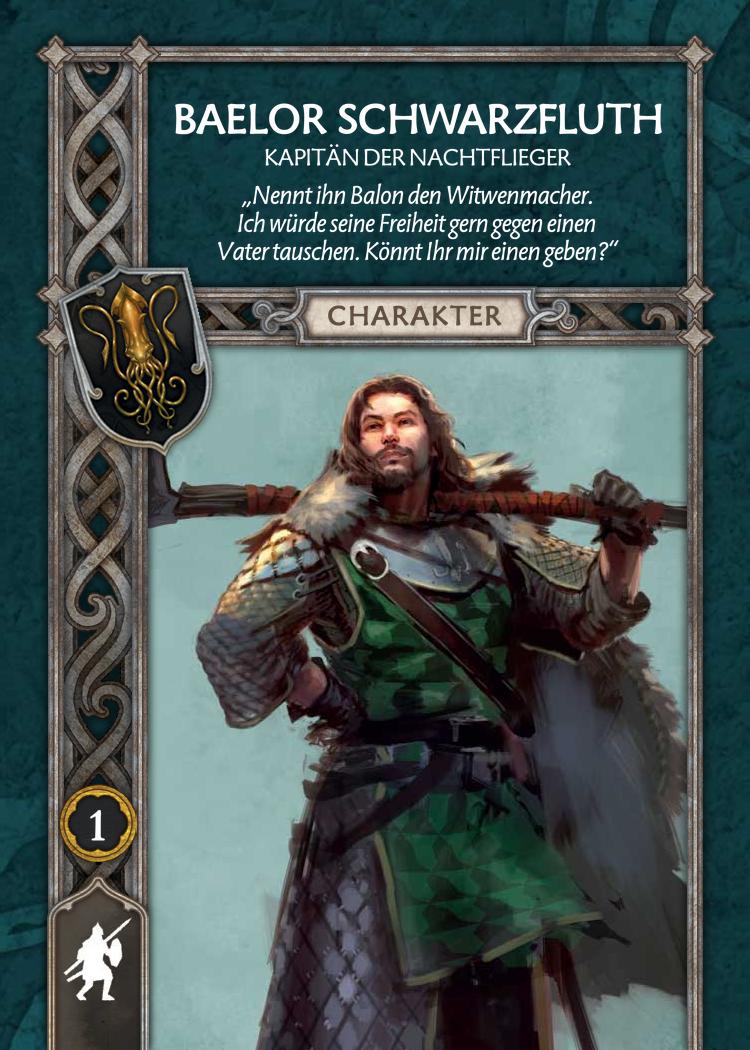 BAELOR SCHWARZFLUTH
KAPITÄN DER NACHTFLIEGER
„Nennt ihn Balon den Witwenmacher.
Ich würde seine Freiheit gern gegen einen
Vater tauschen. Könnt Ihr mir einen geben?“
CHARAKTER
1